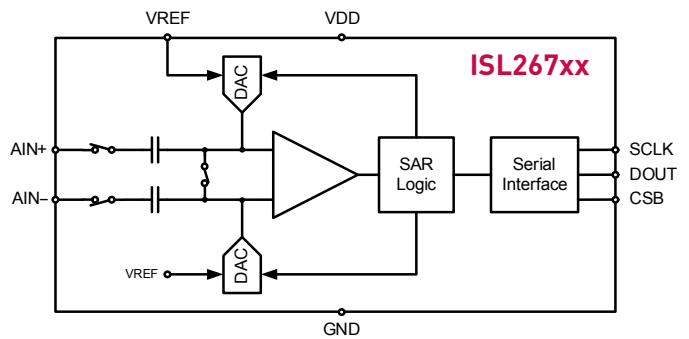 VREF
VDD
ISL267xx
DAC
AIN+
SCLK
SAR
Logic
Serial
Interface
DOUT
AIN–
CSB
DAC
VREF
GND